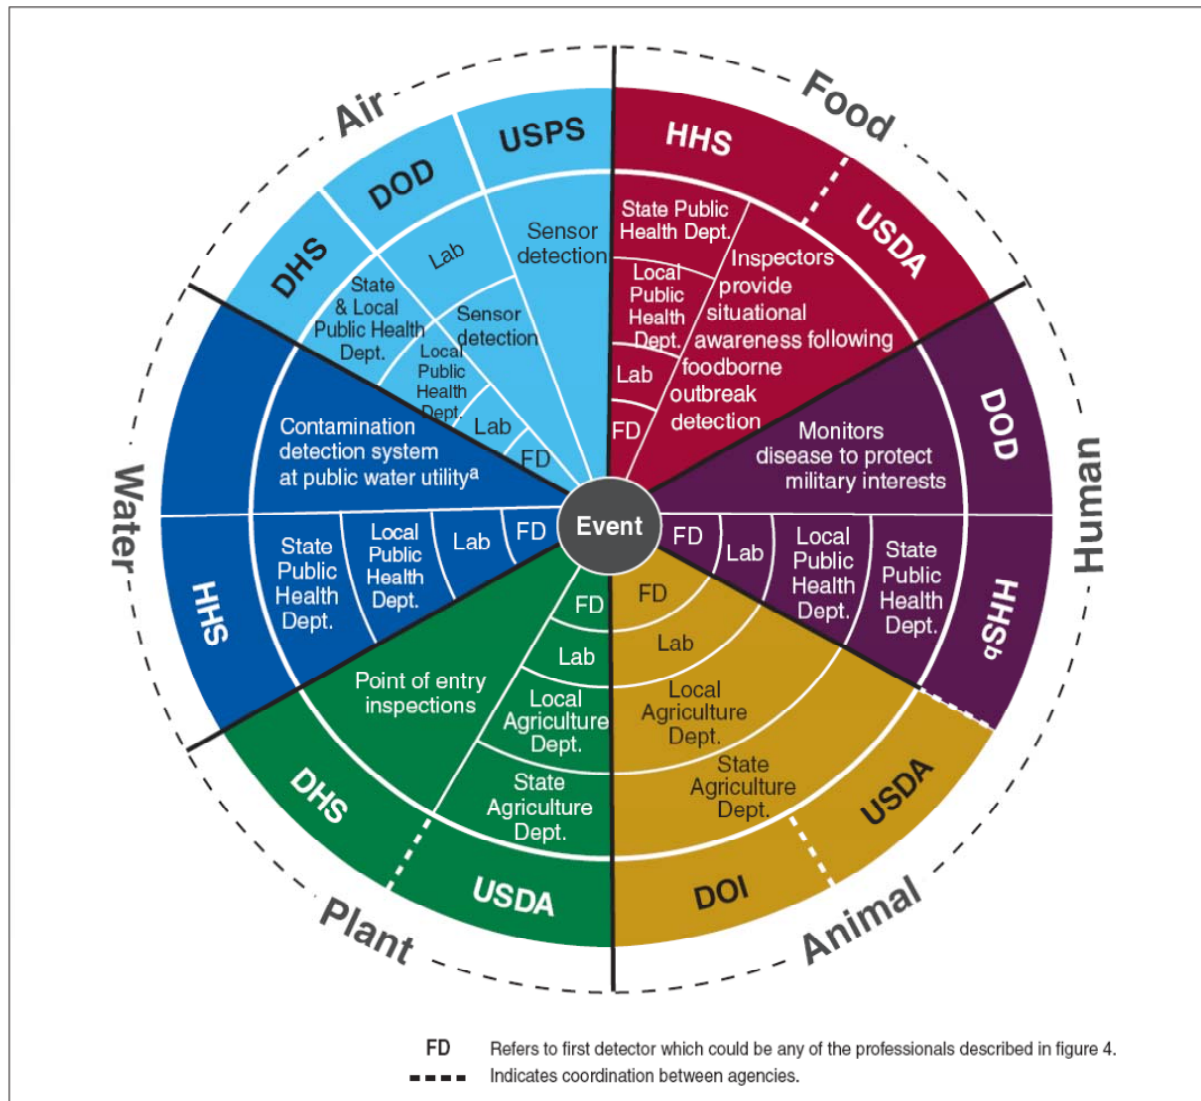 Air
Food
USPS
HHS
DOD
USDA
DHS
State Public
Health Dept.
Sensor
detection
Lab
Inspectors
provide
situational
awareness following
foodborne
outbreak
detection
Local
Public
Health
Dept.
State
& Local
Public Health
Dept.
Sensor
detection
Local
Public
Health
Dept.
Lab
FD
Lab
FD
Water
Human
Contamination
detection system
at public water utilityᵃ
Monitors
disease to protect
military interests
DOD
Event
HHS
State
Public
Health
Dept.
Local
Public
Health
Dept.
Lab
FD
FD
Lab
Local
Public
Health
Dept.
State
Public
Health
Dept.
HHSb
Point of entry
inspections
FD
Lab
Local
Agriculture
Dept.
State
Agriculture
Dept.
FD
Lab
Local
Agriculture
Dept.
State
Agriculture
Dept.
DHS
USDA
DOI
USDA
Plant
Animal
FD Refers to first detector which could be any of the professionals described in figure 4.
Indicates coordination between agencies.